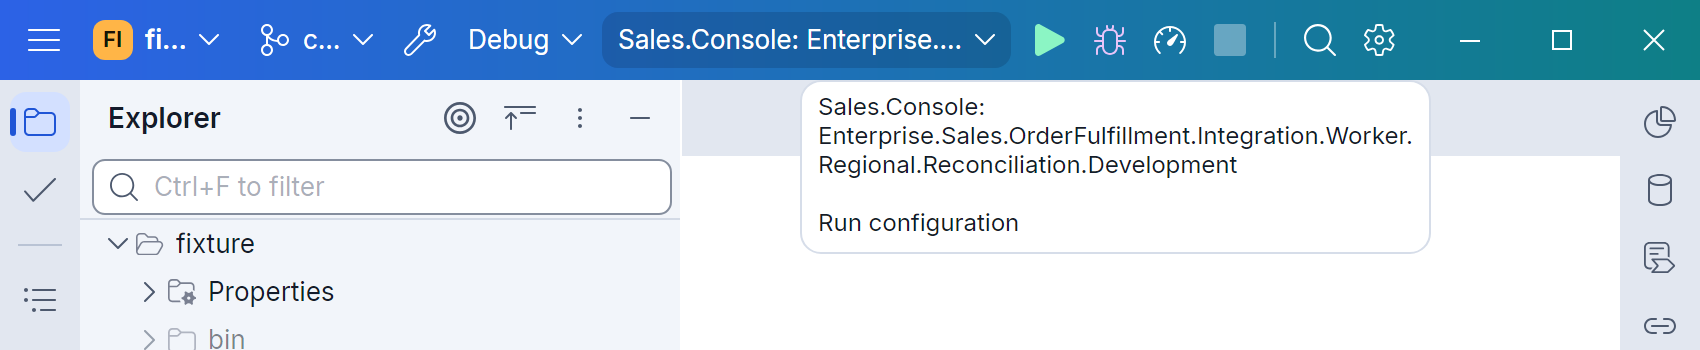 FI fi... c... Debug Sales.Console: Enterprise....
Explorer
Ctrl+F to filter
fixture
Properties
bin
Sales.Console:
Enterprise.Sales.OrderFulfillment.Integration.Worker.
Regional.Reconciliation.Development
Run configuration